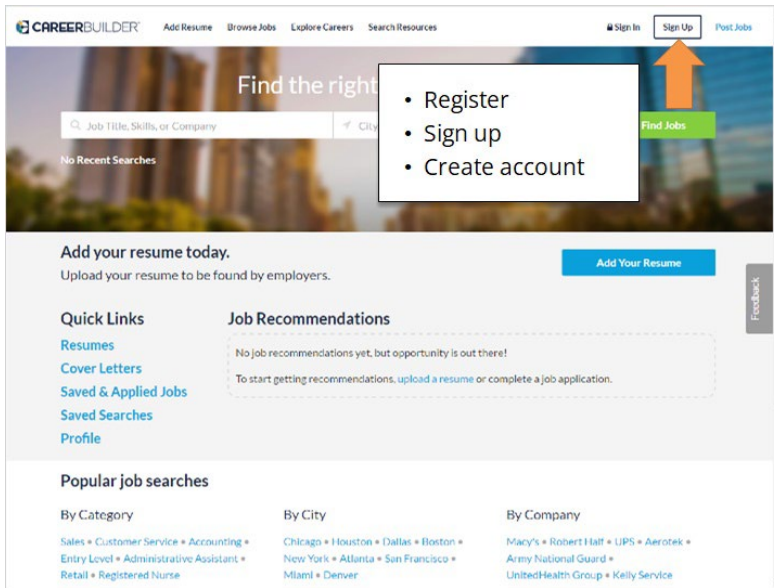 CAREERBUILDER Add Resume Browse Jobs Explore Careers Search Resources Sign In Sign Up Post Jobs
Find the right
• Register
• Sign up
• Create account
Job Title, Skills, or Company City Find Jobs
No Recent Searches
Add your resume today.
Upload your resume to be found by employers.
Add Your Resume
Feedback
Quick Links
Resumes
Cover Letters
Saved & Applied Jobs
Saved Searches
Profile
Job Recommendations
No job recommendations yet, but opportunity is out there!
To start getting recommendations, upload a resume or complete a job application.
Popular job searches
By Category
Sales • Customer Service • Accounting •
Entry Level • Administrative Assistant •
Retail • Registered Nurse
By City
Chicago • Houston • Dallas • Boston •
New York • Atlanta • San Francisco •
Miami • Denver
By Company
Macy's • Robert Half • UPS • Aerotek •
Army National Guard •
UnitedHealth Group • Kelly Service